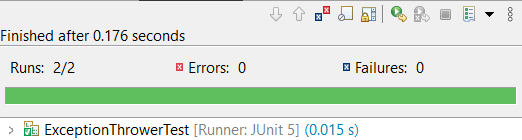 Finished after 0.176 seconds
Runs: 2/2 Errors: 0 Failures: 0
ExceptionThrowerTest [Runner: JUnit 5] (0.015 s)